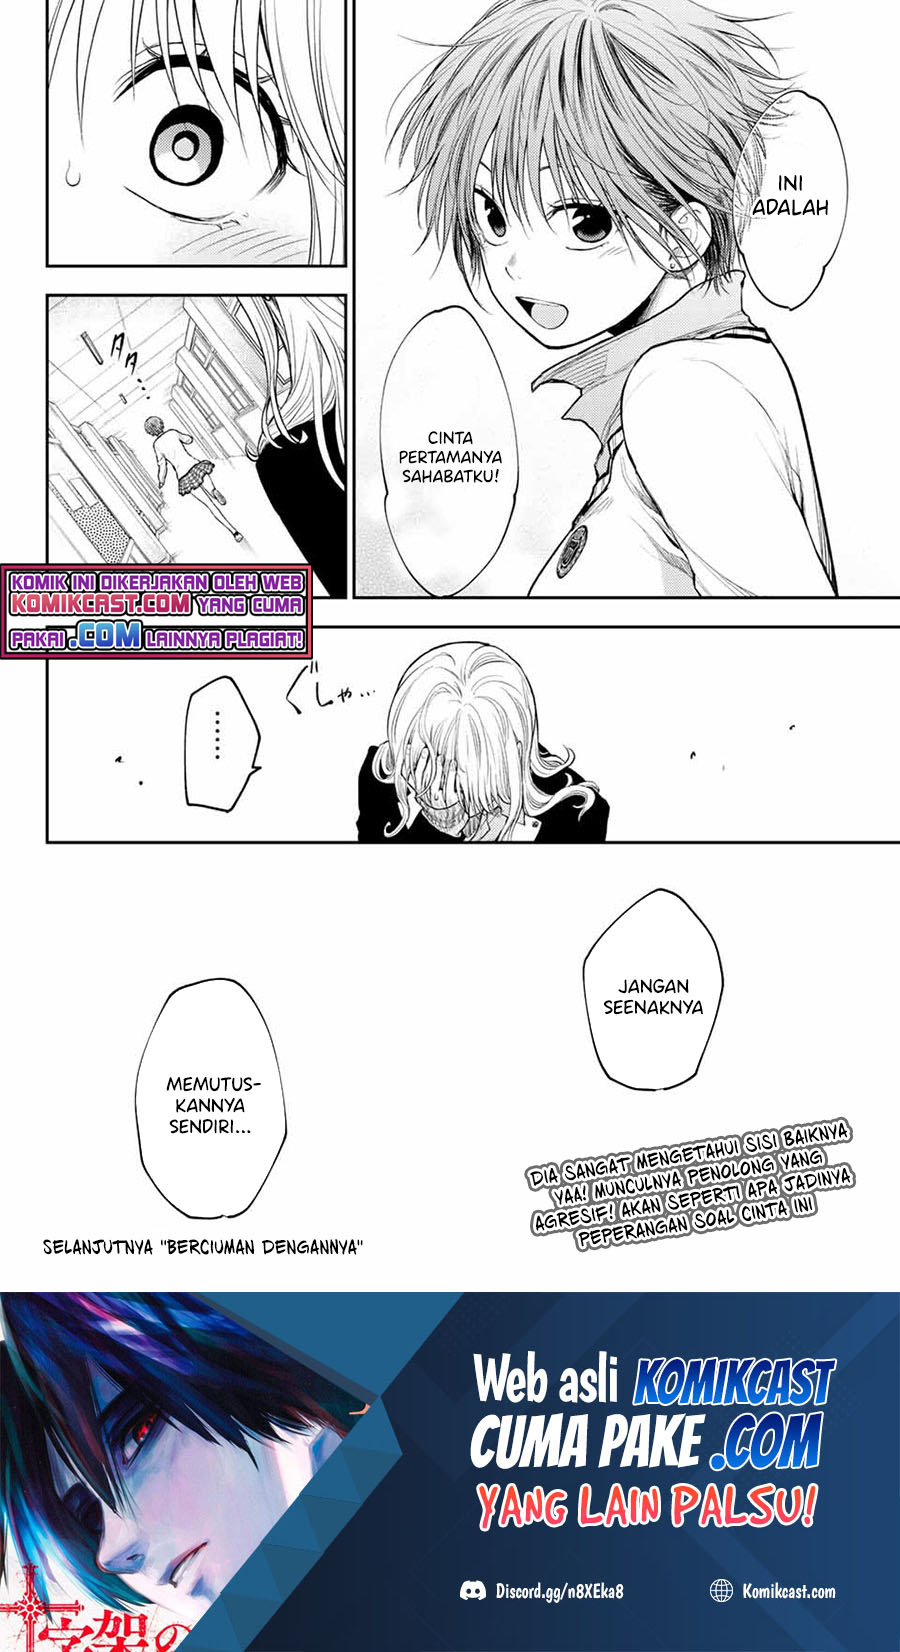 INI
ADALAH
CINTA
PERTAMANYA
SAHABATKU!
タタ...
KOMIK INI DIKERJAKAN OLEH WEB
KOMIKCAST.COM YANG CUMA
PAKAI .COM LAINNYA PLAGIAT!
ぐしゃ...
.......
JANGAN
SEENAKNYA
MEMUTUS-
KANNYA
SENDIRI...
DIA SANGAT MENGETAHUI SISI BAIKNYA
YAA! MUNCULNYA PENOLONG YANG
AGRESIF! AKAN SEPERTI APA JADINYA
PEPERANGAN SOAL CINTA INI
SELANJUTNYA "BERCIUMAN DENGANNYA"
Web asli KOMIKCAST
CUMA PAKE .COM
YANG LAIN PALSU!
Discord.gg/n8XEka8
Komikcast.com
字架の